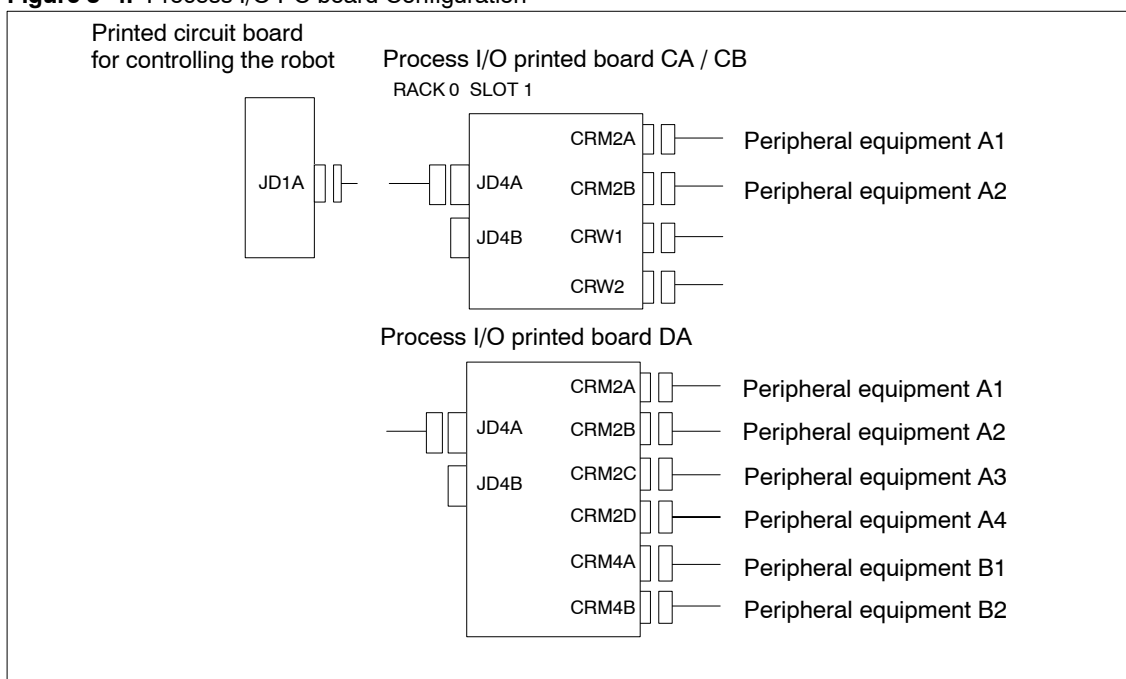 Figure 3-4. Process I/O PC board Configuration
Printed circuit board
for controlling the robot
Process I/O printed board CA / CB
RACK 0 SLOT 1
JD1A
JD4A
JD4B
CRM2A
CRM2B
CRW1
CRW2
Peripheral equipment A1
Peripheral equipment A2
Process I/O printed board DA
JD4A
JD4B
CRM2A
CRM2B
CRM2C
CRM2D
CRM4A
CRM4B
Peripheral equipment A1
Peripheral equipment A2
Peripheral equipment A3
Peripheral equipment A4
Peripheral equipment B1
Peripheral equipment B2